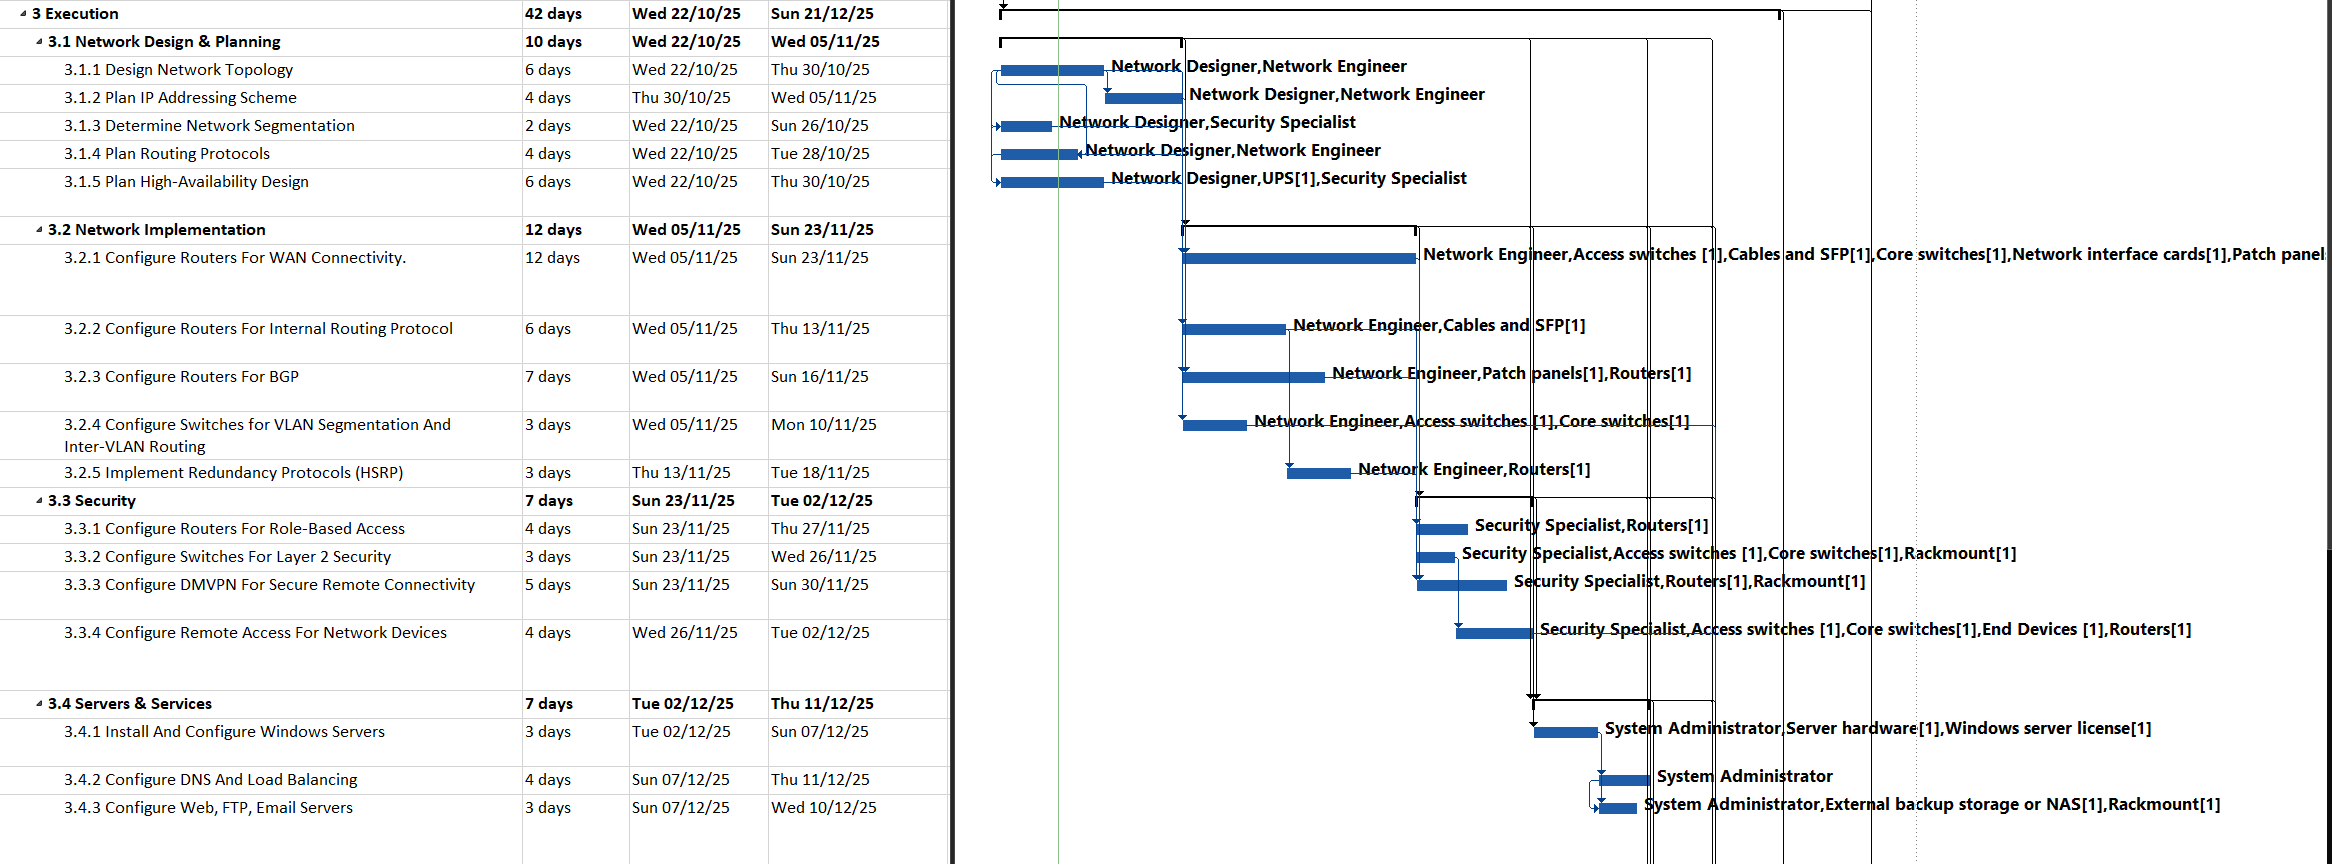 3 Execution 42 days Wed 22/10/25 Sun 21/12/25
3.1 Network Design & Planning 10 days Wed 22/10/25 Wed 05/11/25
3.1.1 Design Network Topology 6 days Wed 22/10/25 Thu 30/10/25 Network Designer,Network Engineer
3.1.2 Plan IP Addressing Scheme 4 days Thu 30/10/25 Wed 05/11/25 Network Designer,Network Engineer
3.1.3 Determine Network Segmentation 2 days Wed 22/10/25 Sun 26/10/25 Network Designer,Security Specialist
3.1.4 Plan Routing Protocols 4 days Wed 22/10/25 Tue 28/10/25 Network Designer,Network Engineer
3.1.5 Plan High-Availability Design 6 days Wed 22/10/25 Thu 30/10/25 Network Designer,UPS[1],Security Specialist
3.2 Network Implementation 12 days Wed 05/11/25 Sun 23/11/25
3.2.1 Configure Routers For WAN Connectivity. 12 days Wed 05/11/25 Sun 23/11/25 Network Engineer,Access switches [1],Cables and SFP[1],Core switches[1],Network interface cards[1],Patch panel
3.2.2 Configure Routers For Internal Routing Protocol 6 days Wed 05/11/25 Thu 13/11/25 Network Engineer,Cables and SFP[1]
3.2.3 Configure Routers For BGP 7 days Wed 05/11/25 Sun 16/11/25 Network Engineer,Patch panels[1],Routers[1]
3.2.4 Configure Switches for VLAN Segmentation And 3 days Wed 05/11/25 Mon 10/11/25 Network Engineer,Access switches [1],Core switches[1]
Inter-VLAN Routing
3.2.5 Implement Redundancy Protocols (HSRP) 3 days Thu 13/11/25 Tue 18/11/25 Network Engineer,Routers[1]
3.3 Security 7 days Sun 23/11/25 Tue 02/12/25
3.3.1 Configure Routers For Role-Based Access 4 days Sun 23/11/25 Thu 27/11/25 Security Specialist,Routers[1]
3.3.2 Configure Switches For Layer 2 Security 3 days Sun 23/11/25 Wed 26/11/25 Security Specialist,Access switches [1],Core switches[1],Rackmount[1]
3.3.3 Configure DMVPN For Secure Remote Connectivity 5 days Sun 23/11/25 Sun 30/11/25 Security Specialist,Routers[1],Rackmount[1]
3.3.4 Configure Remote Access For Network Devices 4 days Wed 26/11/25 Tue 02/12/25 Security Specialist,Access switches [1],Core switches[1],End Devices [1],Routers[1]
3.4 Servers & Services 7 days Tue 02/12/25 Thu 11/12/25
3.4.1 Install And Configure Windows Servers 3 days Tue 02/12/25 Sun 07/12/25 System Administrator,Server hardware[1],Windows server license[1]
3.4.2 Configure DNS And Load Balancing 4 days Sun 07/12/25 Thu 11/12/25 System Administrator
3.4.3 Configure Web, FTP, Email Servers 3 days Sun 07/12/25 Wed 10/12/25 System Administrator,External backup storage or NAS[1],Rackmount[1]